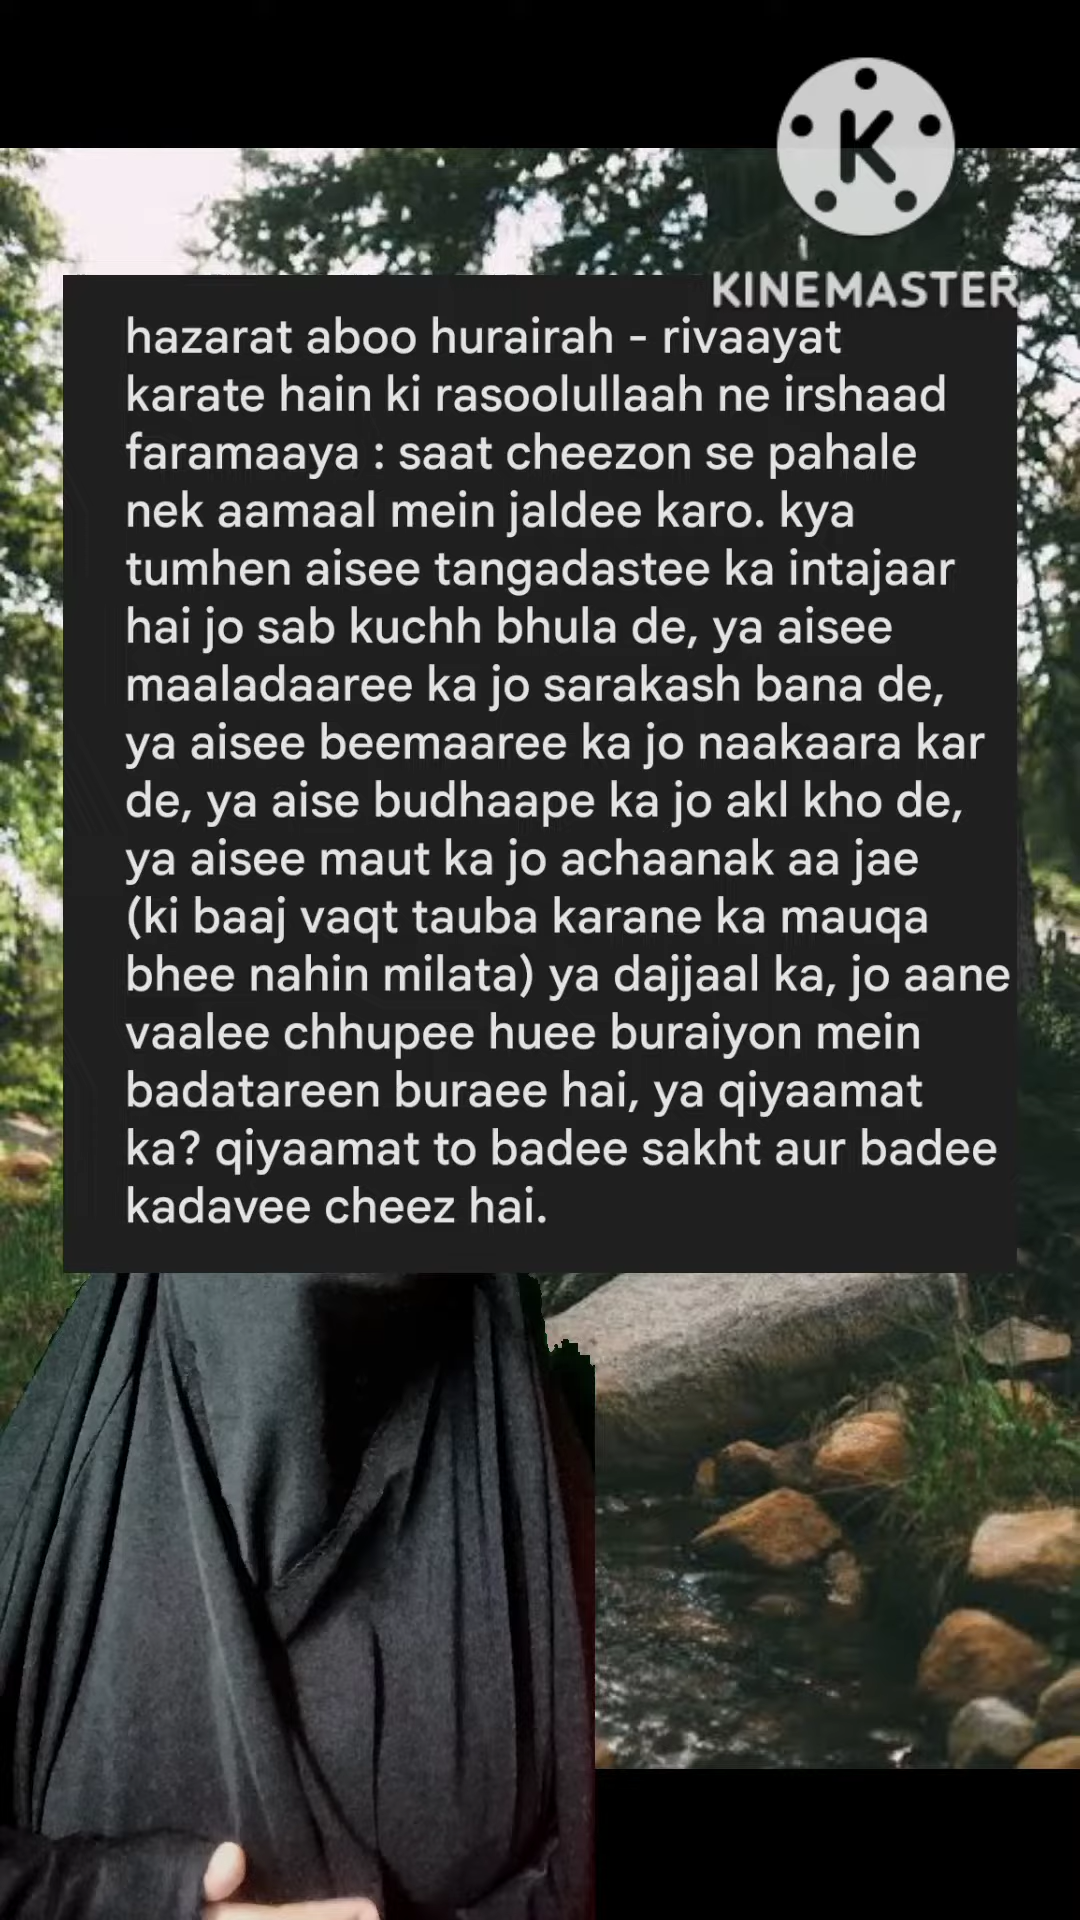 K
KINEMASTER
hazarat aboo hurairah - rivaayat
karate hain ki rasoolullaah ne irshaad
faramaaya : saat cheezon se pahale
nek aamaal mein jaldee karo. kya
tumhen aisee tangadastee ka intajaar
hai jo sab kuchh bhula de, ya aisee
maaladaaree ka jo sarakash bana de,
ya aisee beemaaree ka jo naakaara kar
de, ya aise budhaape ka jo akl kho de,
ya aisee maut ka jo achaanak aa jae
(ki baaj vaqt tauba karane ka mauqa
bhee nahin milata) ya dajjaal ka, jo aane
vaalee chhupee huee buraiyon mein
badatareen buraee hai, ya qiyaamat
ka? qiyaamat to badee sakht aur badee
kadavee cheez hai.